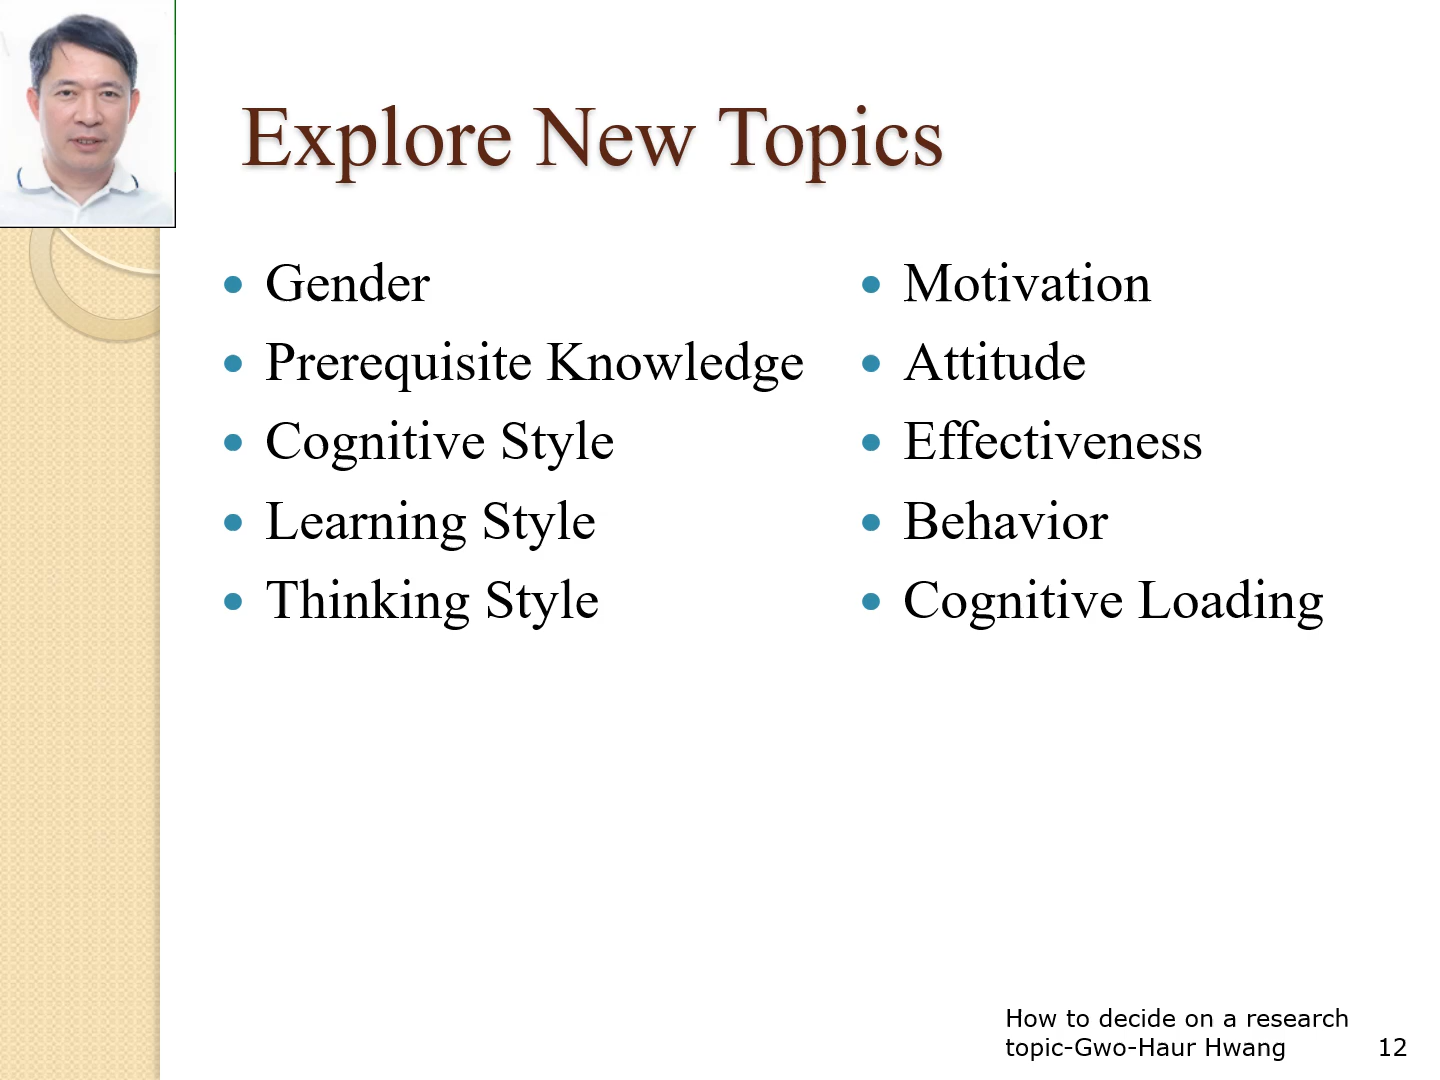 Explore New Topics
Gender
Prerequisite Knowledge
Cognitive Style
Learning Style
Thinking Style
Motivation
Attitude
Effectiveness
Behavior
Cognitive Loading
How to decide on a research
topic-Gwo-Haur Hwang
12